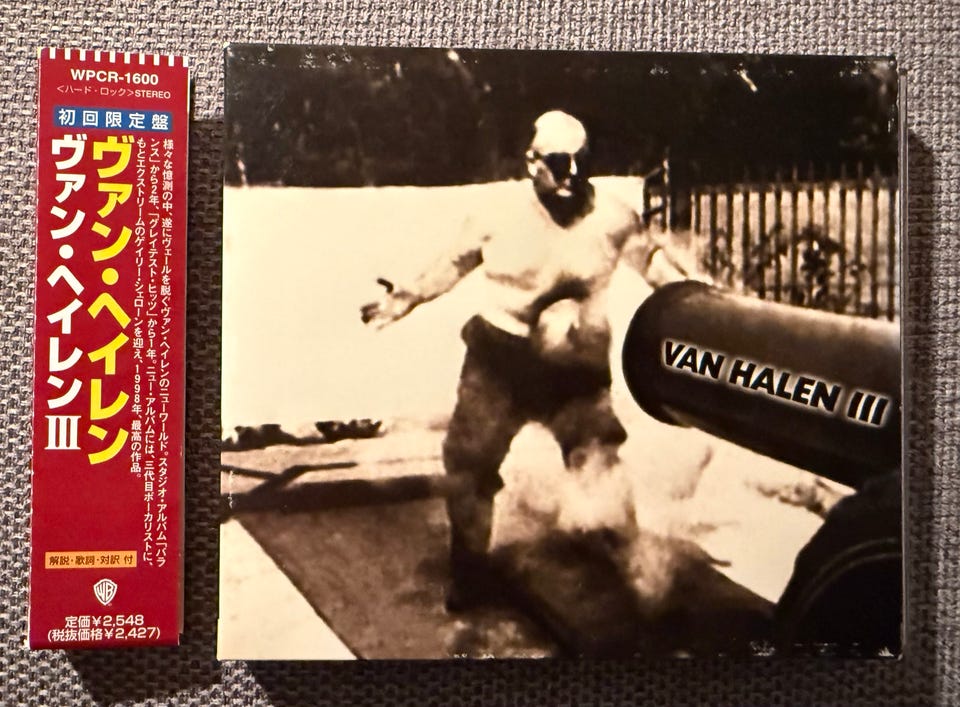 WPCR-1600
<ハード・ロック>STEREO
初回限定盤
様々な憶測の中、遂にヴェールを脱ぐヴァン・ヘイレンのニューワールド。スタジオ・アルバム「バラ
ンス」から2年、「グレイテスト・ヒッツ」から1年。ニュー・アルバムには、三代目ボーカリストに、
もとエクストリームのゲイリー・シェローンを迎え、1998年、最高の作品。
ヴァン・ヘイレン
ヴァン・ヘイレンⅢ
解説・歌詞・対訳 付
WB
定価¥2,548
(税抜価格¥2,427)
VAN HALEN III